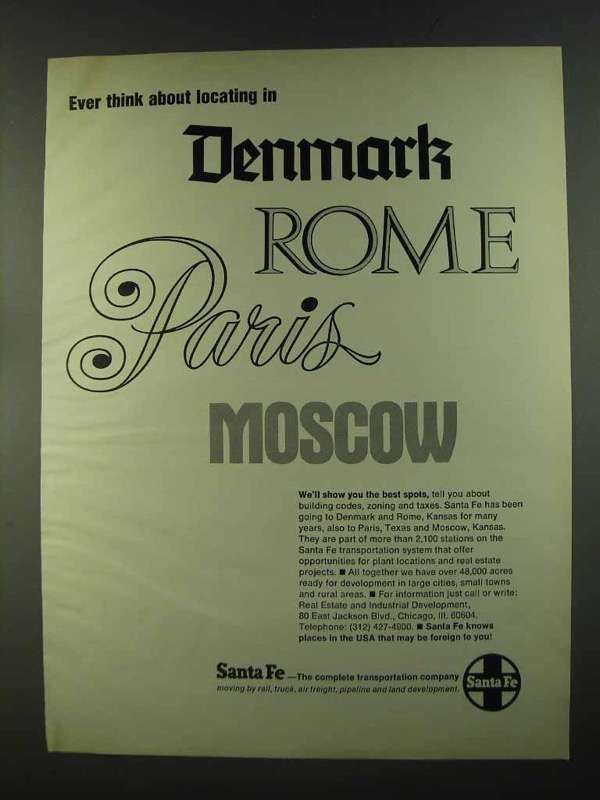 Ever think about locating in
Denmark
ROME
Paris
MOSCOW
We'll show you the best spots, tell you about
building codes, zoning and taxes. Santa Fe has been
going to Denmark and Rome, Kansas for many
years, also to Paris, Texas and Moscow, Kansas.
They are part of more than 2,100 stations on the
Santa Fe transportation system that offer
opportunities for plant locations and real estate
projects. ■ All together we have over 48,000 acres
ready for development in large cities, small towns
and rural areas. ■ For information just call or write:
Real Estate and Industrial Development,
80 East Jackson Blvd., Chicago, Ill. 60604.
Telephone: (312) 427-4900. ■ Santa Fe knows
places in the USA that may be foreign to you!
Santa Fe—The complete transportation company
moving by rail, truck, air freight, pipeline and land development.
Santa Fe